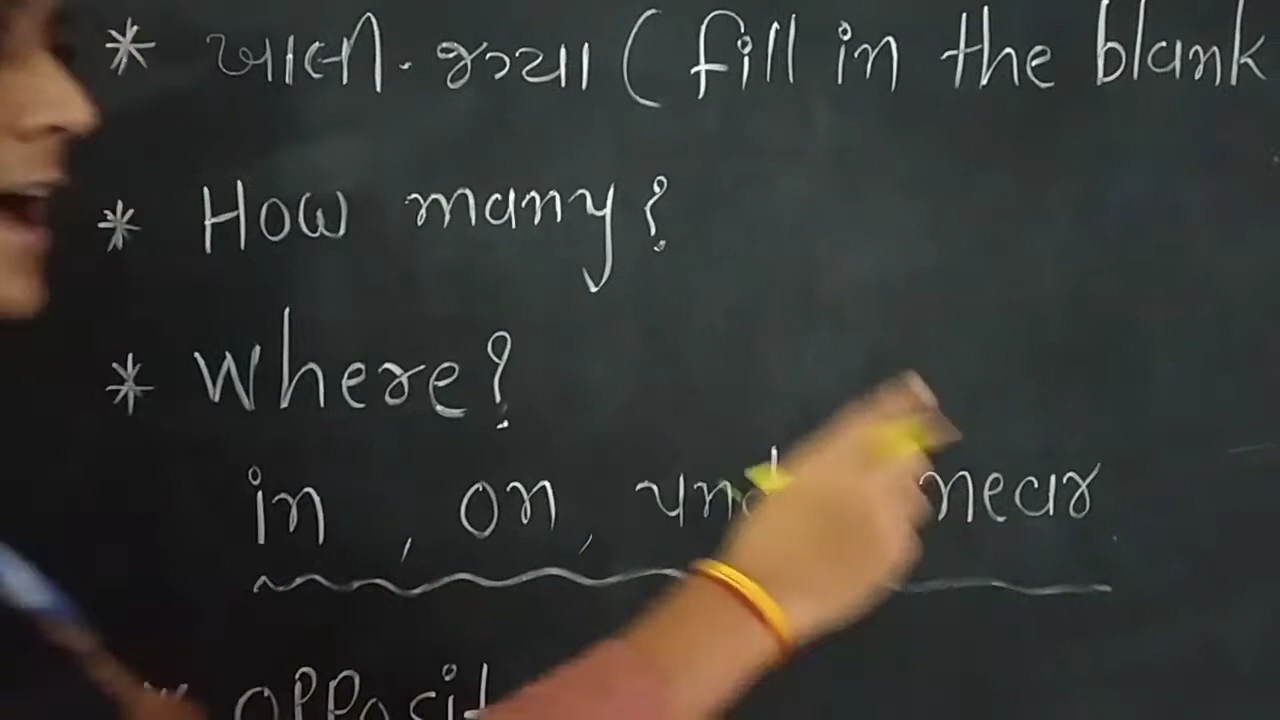 * ખાલી. જગ્યા ( fill in the blank
* How many?
* Where?
in , on, near